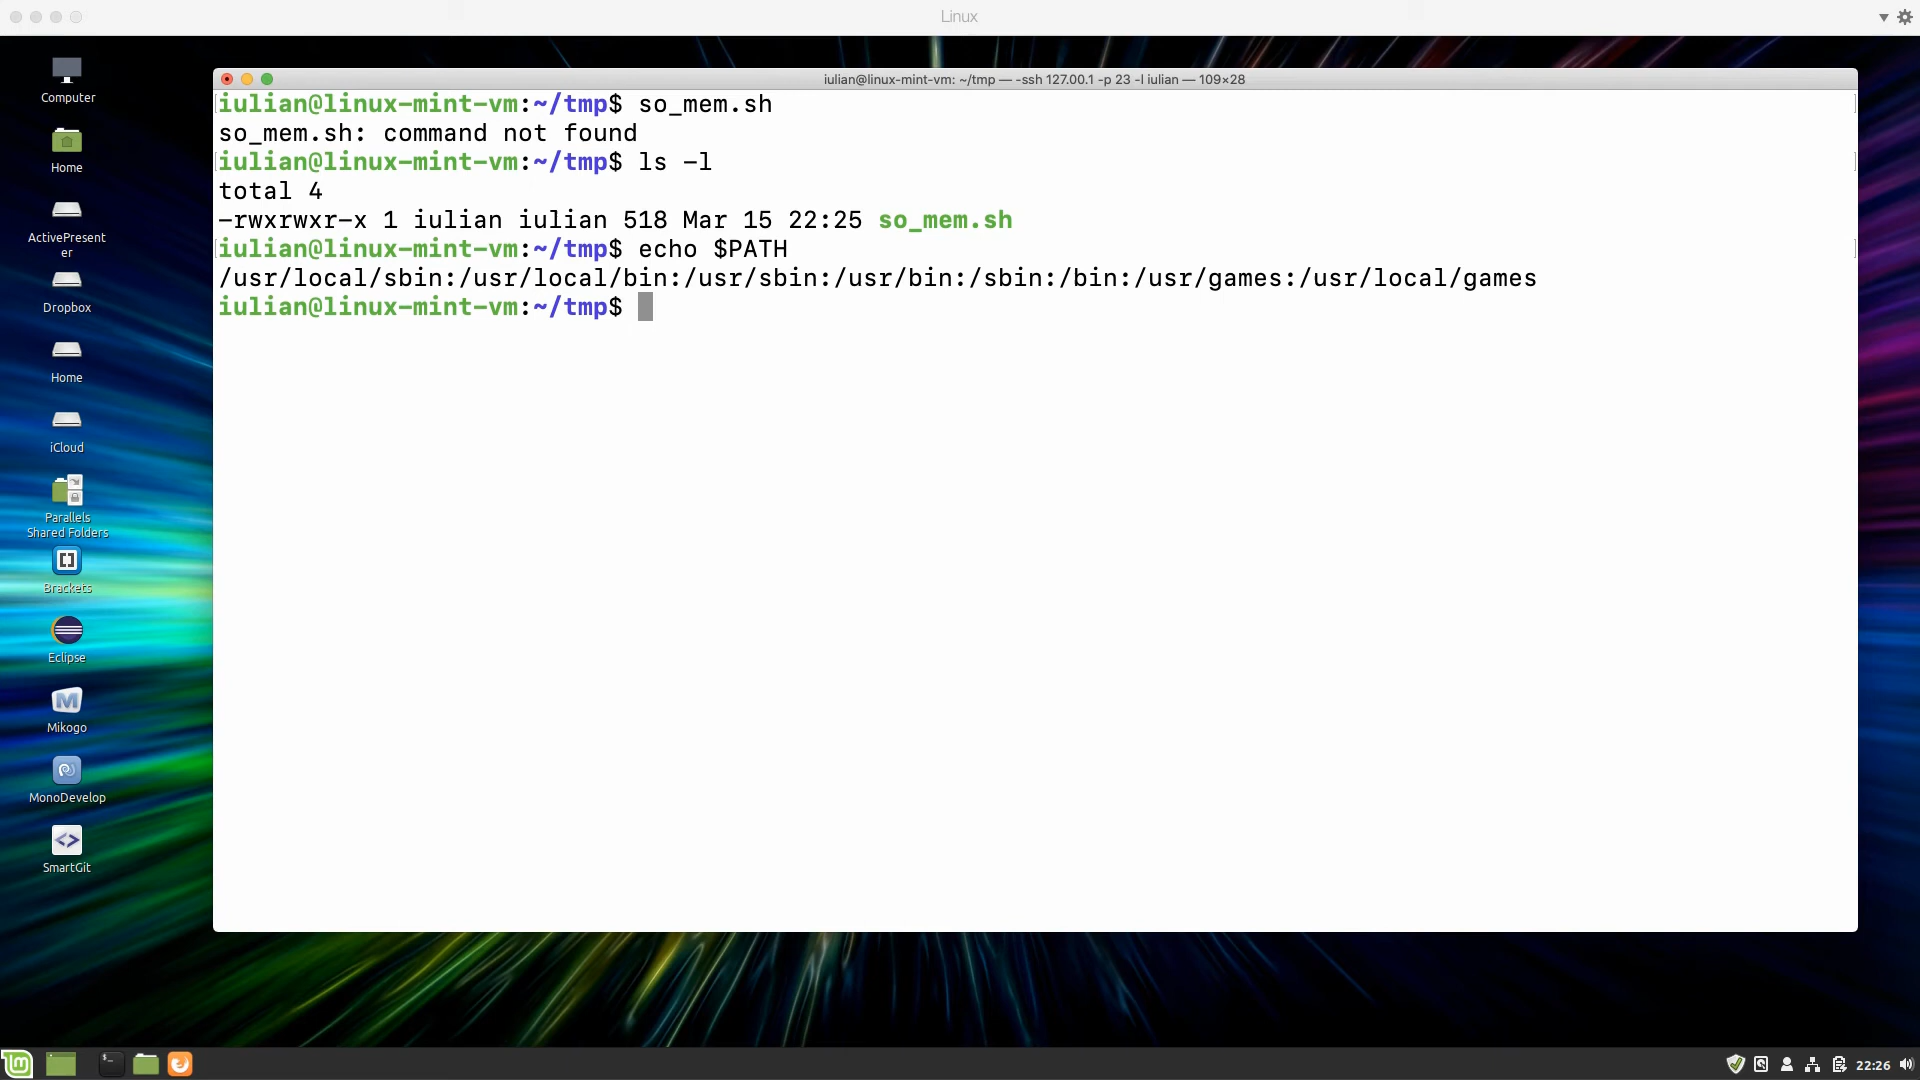 Linux
iulian@linux-mint-vm: ~/tmp — -ssh 127.00.1 -p 23 -l iulian — 109×28
iulian@linux-mint-vm:~/tmp$ so_mem.sh
so_mem.sh: command not found
iulian@linux-mint-vm:~/tmp$ ls -l
total 4
-rwxrwxr-x 1 iulian iulian 518 Mar 15 22:25 so_mem.sh
iulian@linux-mint-vm:~/tmp$ echo $PATH
/usr/local/sbin:/usr/local/bin:/usr/sbin:/usr/bin:/sbin:/bin:/usr/games:/usr/local/games
iulian@linux-mint-vm:~/tmp$
Computer
Home
ActivePresent
er
Dropbox
Home
iCloud
Parallels
Shared Folders
Brackets
Eclipse
Mikogo
MonoDevelop
SmartGit
22:26